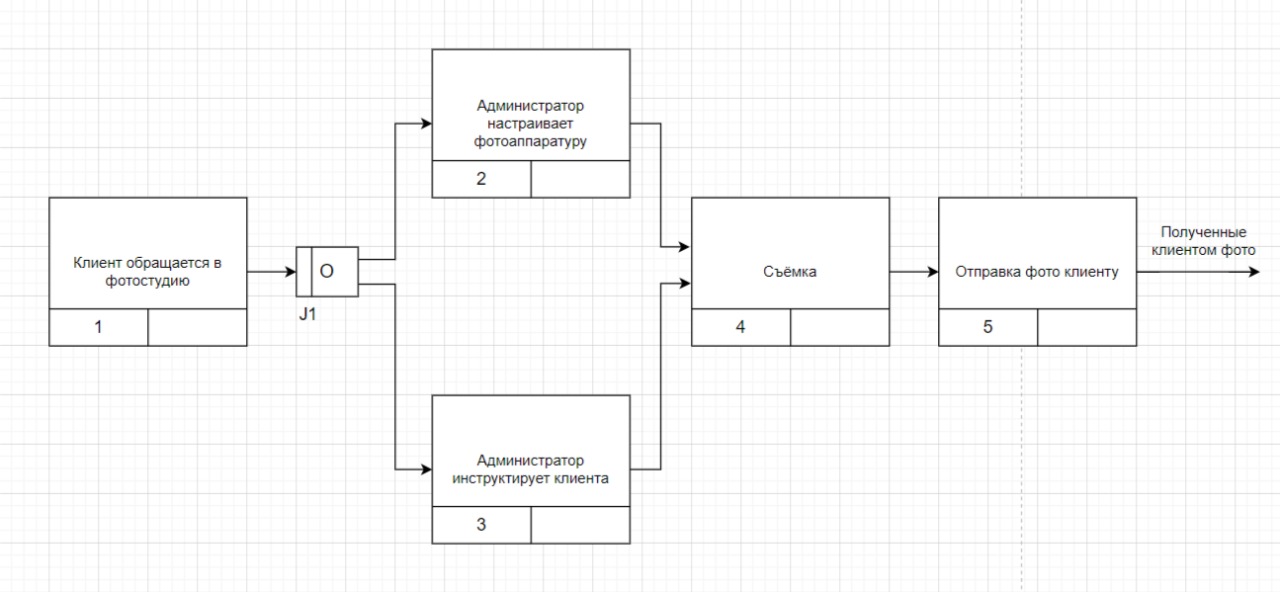 Клиент обращается в
фотостудию
1
O
J1
Администратор
настраивает
фотоаппаратуру
2
Администратор
инструктирует клиента
3
Съёмка
4
Отправка фото клиенту
5
Полученные
клиентом фото